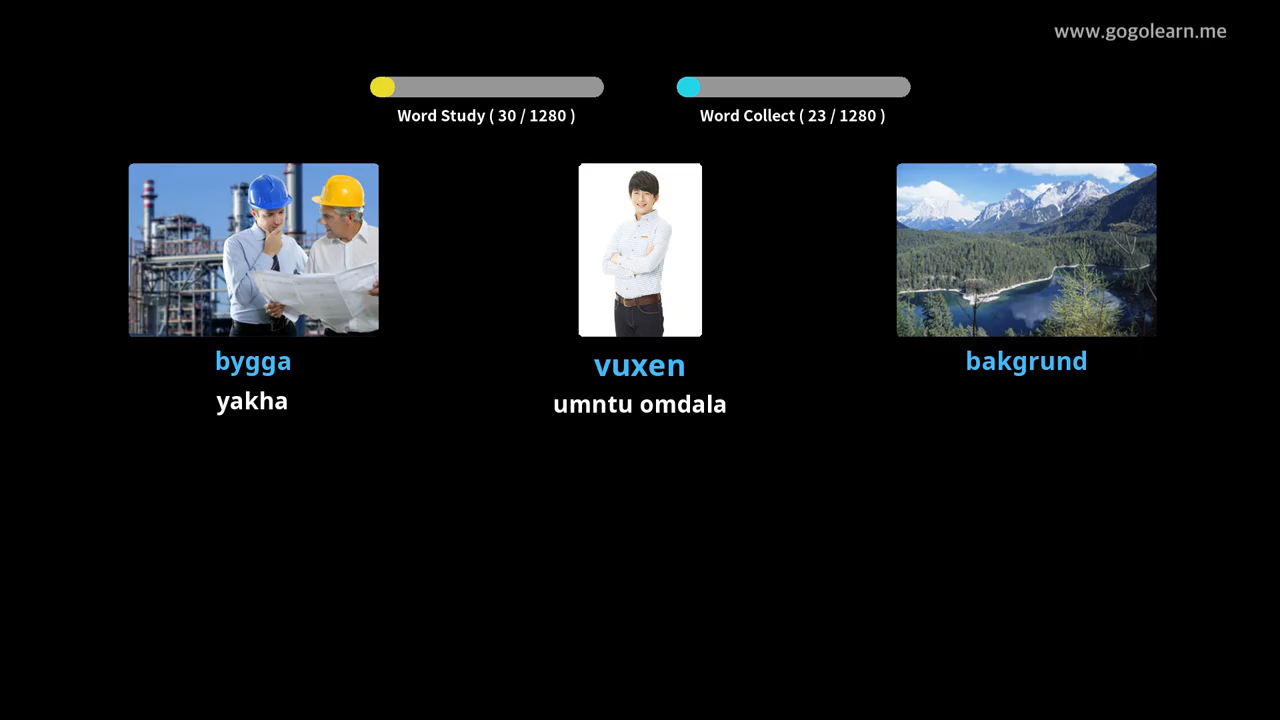 www.gogolearn.me
Word Study ( 30 / 1280 )
Word Collect ( 23 / 1280 )
bygga
vuxen
bakgrund
yakha
umntu omdala